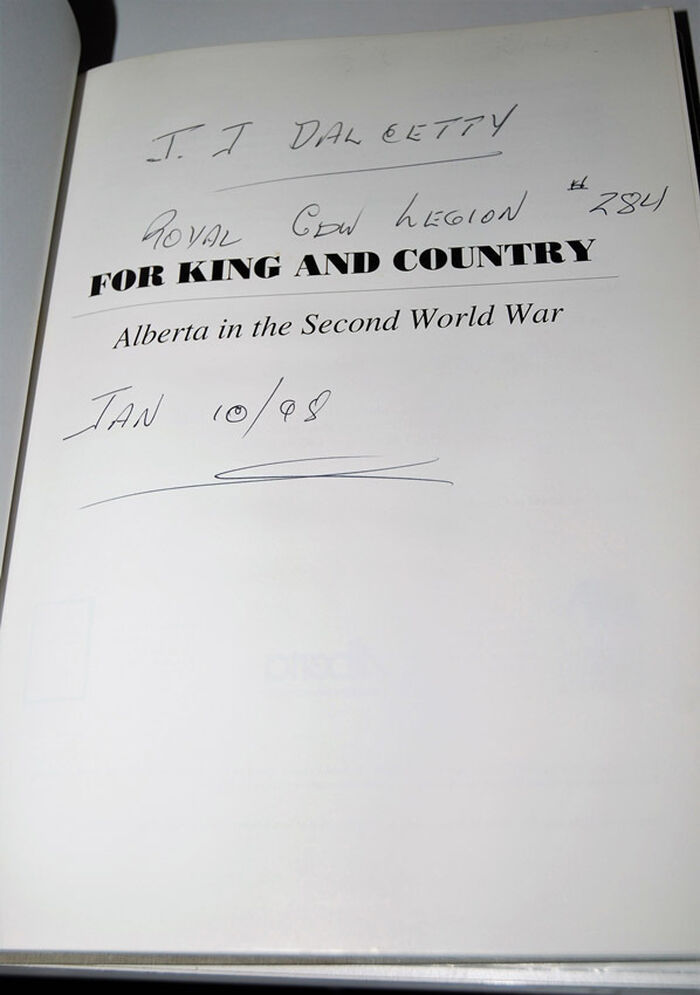 J. J DALGETTY
ROYAL CDN LEGION #284
FOR KING AND COUNTRY
Alberta in the Second World War
JAN 10/98